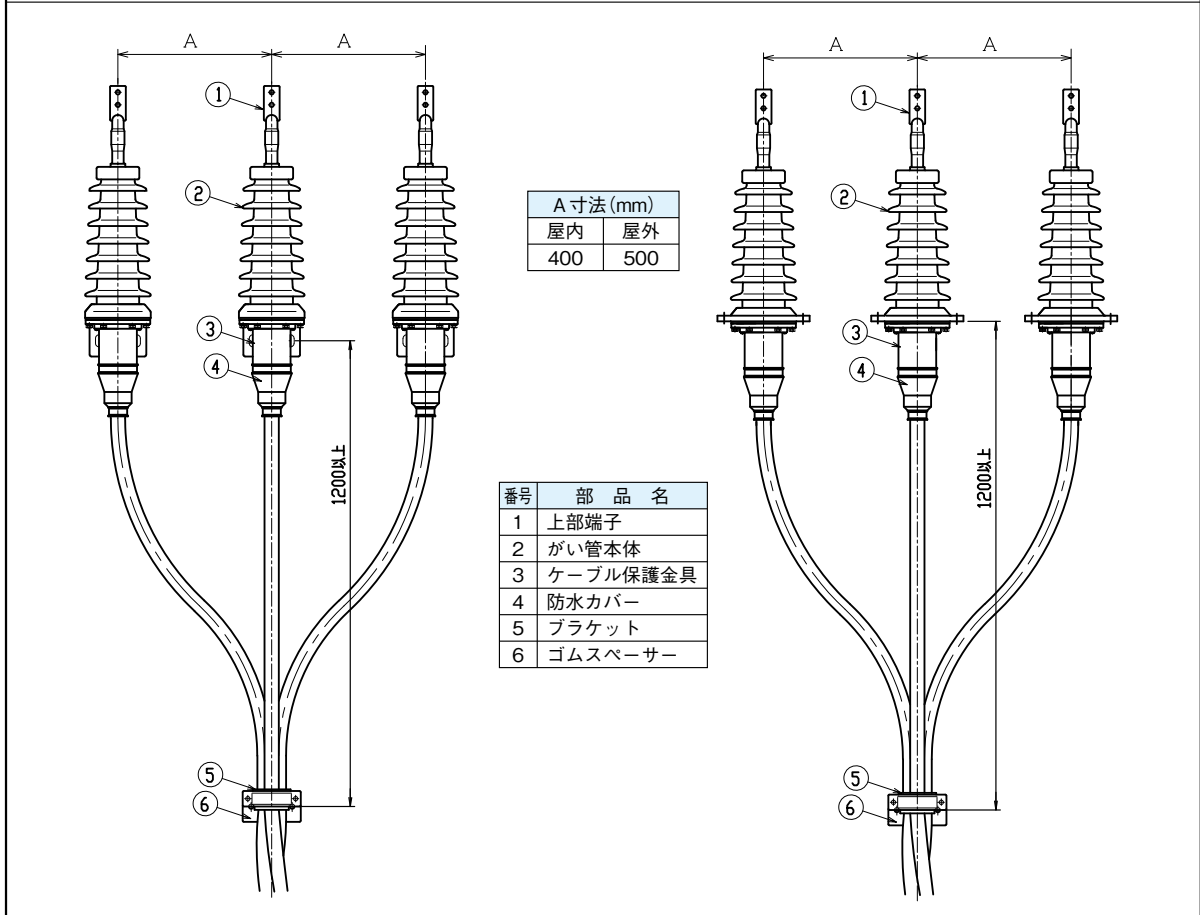 A A
①
②
③
④
1200以上
⑤
⑥
A寸法(mm)
屋内 屋外
400 500
番号 部 品 名
1 上部端子
2 がい管本体
3 ケーブル保護金具
4 防水カバー
5 ブラケット
6 ゴムスペーサー
A A
①
②
③
④
1200以上
⑤
⑥